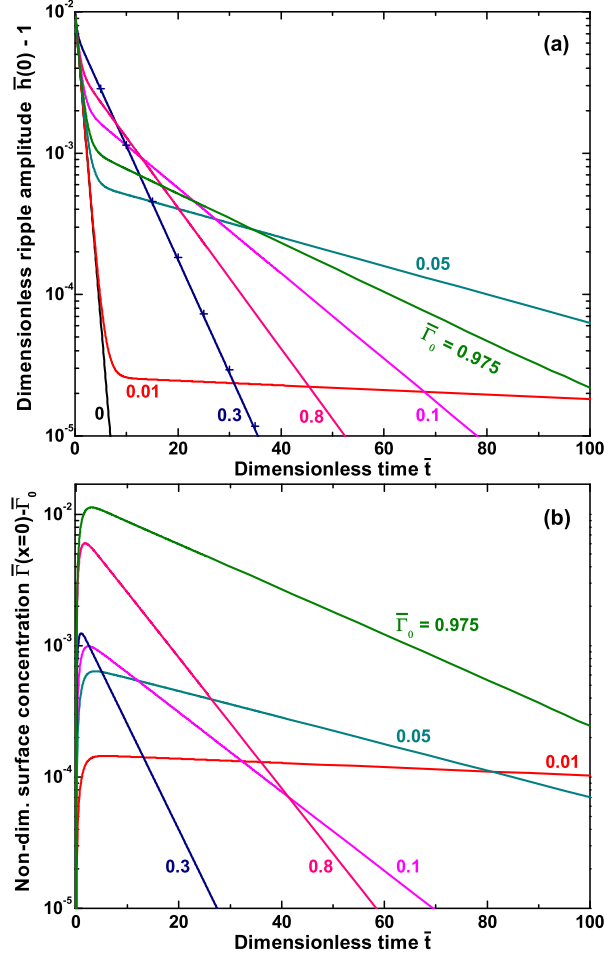 (a)
Dimensionless ripple amplitude h̅(0) - 1
10⁻²
10⁻³
10⁻⁴
10⁻⁵
0.05
Γ̅₀ = 0.975
0.01
0
0.3
0.8
0.1
0 20 40 60 80 100
Dimensionless time t̅
(b)
Non-dim. surface concentration Γ̅(x=0)-Γ̅₀
10⁻²
10⁻³
10⁻⁴
10⁻⁵
Γ̅₀ = 0.975
0.05
0.01
0.3
0.8
0.1
0 20 40 60 80 100
Dimensionless time t̅